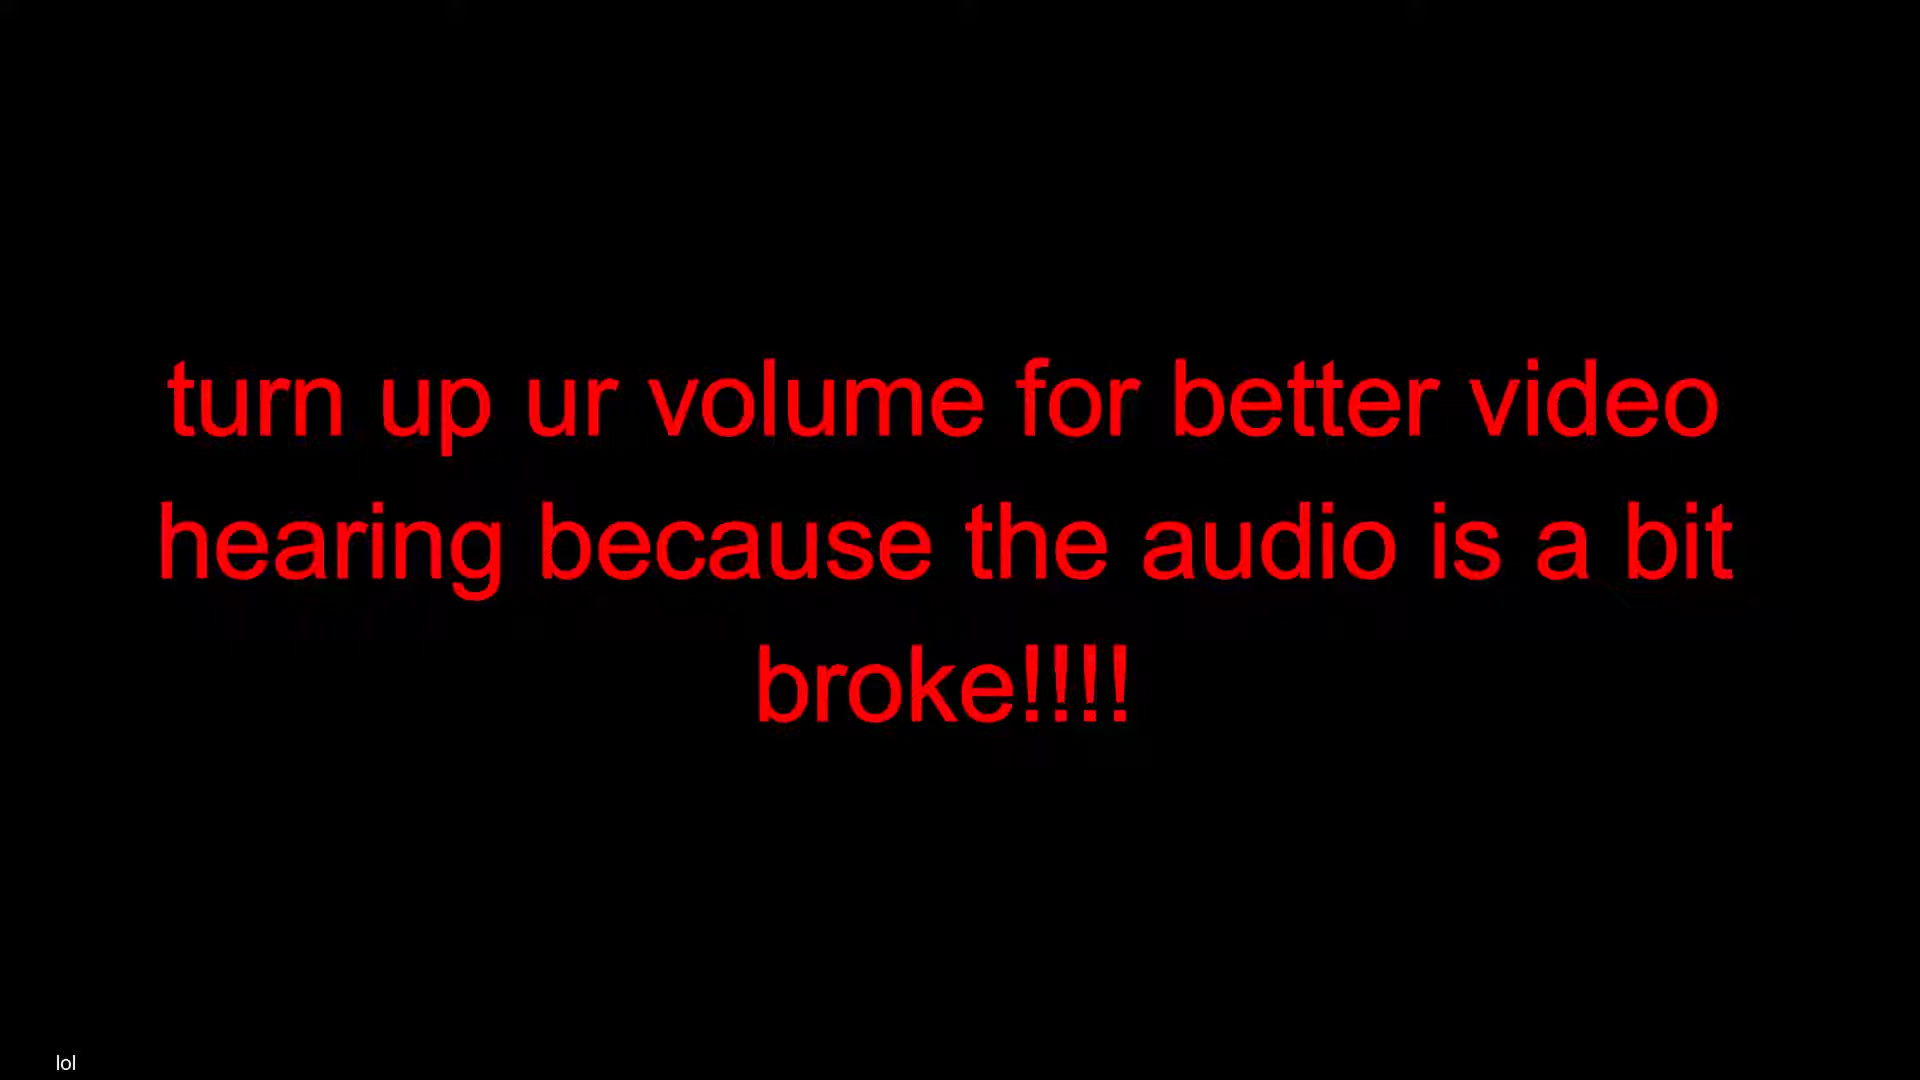 turn up ur volume for better video
hearing because the audio is a bit
broke!!!!
lol